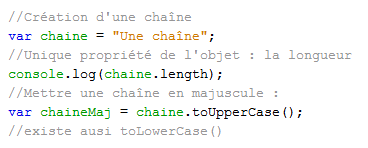 //Création d'une chaîne
var chaine = "Une chaîne";
//Unique propriété de l'objet : la longueur
console.log(chaine.length);
//Mettre une chaîne en majuscule :
var chaineMaj = chaine.toUpperCase();
//existe ausi toLowerCase()